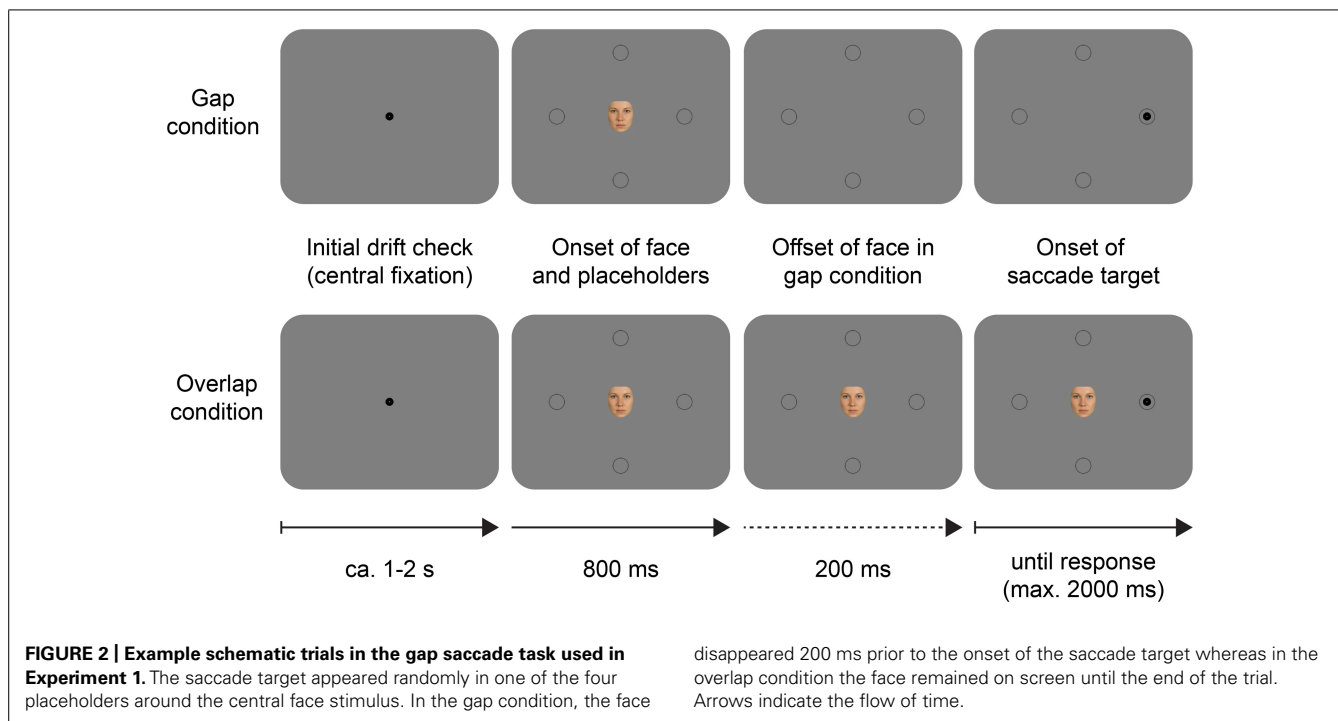 Gap
condition
Initial drift check
(central fixation)
Onset of face
and placeholders
Offset of face in
gap condition
Onset of
saccade target
Overlap
condition
ca. 1-2 s
800 ms
200 ms
until response
(max. 2000 ms)
FIGURE 2 | Example schematic trials in the gap saccade task used in
Experiment 1. The saccade target appeared randomly in one of the four
placeholders around the central face stimulus. In the gap condition, the face
disappeared 200 ms prior to the onset of the saccade target whereas in the
overlap condition the face remained on screen until the end of the trial.
Arrows indicate the flow of time.